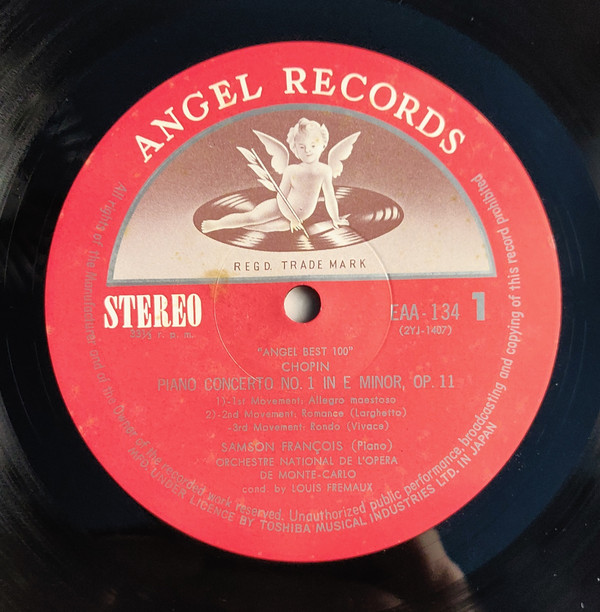 ANGEL RECORDS
REGD. TRADE MARK
STEREO
33⅓ r. p. m.
EAA-134 1
(2YJ-1407)
"ANGEL BEST 100"
CHOPIN
PIANO CONCERTO NO. 1 IN E MINOR, OP. 11
1)-1st Movement: Allegro maestoso
2)-2nd Movement: Romance (Larghetto)
-3rd Movement: Rondo (Vivace)
SAMSON FRANÇOIS (Piano)
ORCHESTRE NATIONAL DE L'OPERA
DE MONTE-CARLO
cond. by LOUIS FREMAUX
All rights of the Manufacturer and of the Owner of the recorded work reserved. Unauthorized public performance, broadcasting and copying of this record prohibited
MFD. UNDER LICENCE BY TOSHIBA MUSICAL INDUSTRIES LTD. IN JAPAN